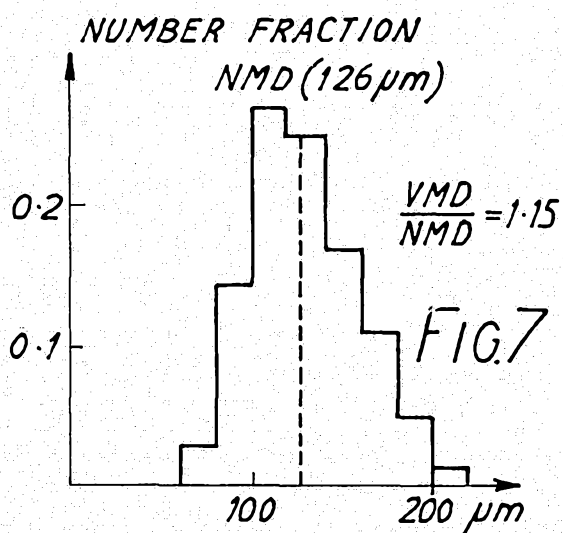 NUMBER FRACTION
NMD (126 µm)
0·2
VMD
NMD
=1·15
0·1
FIG.7
100
200 µm